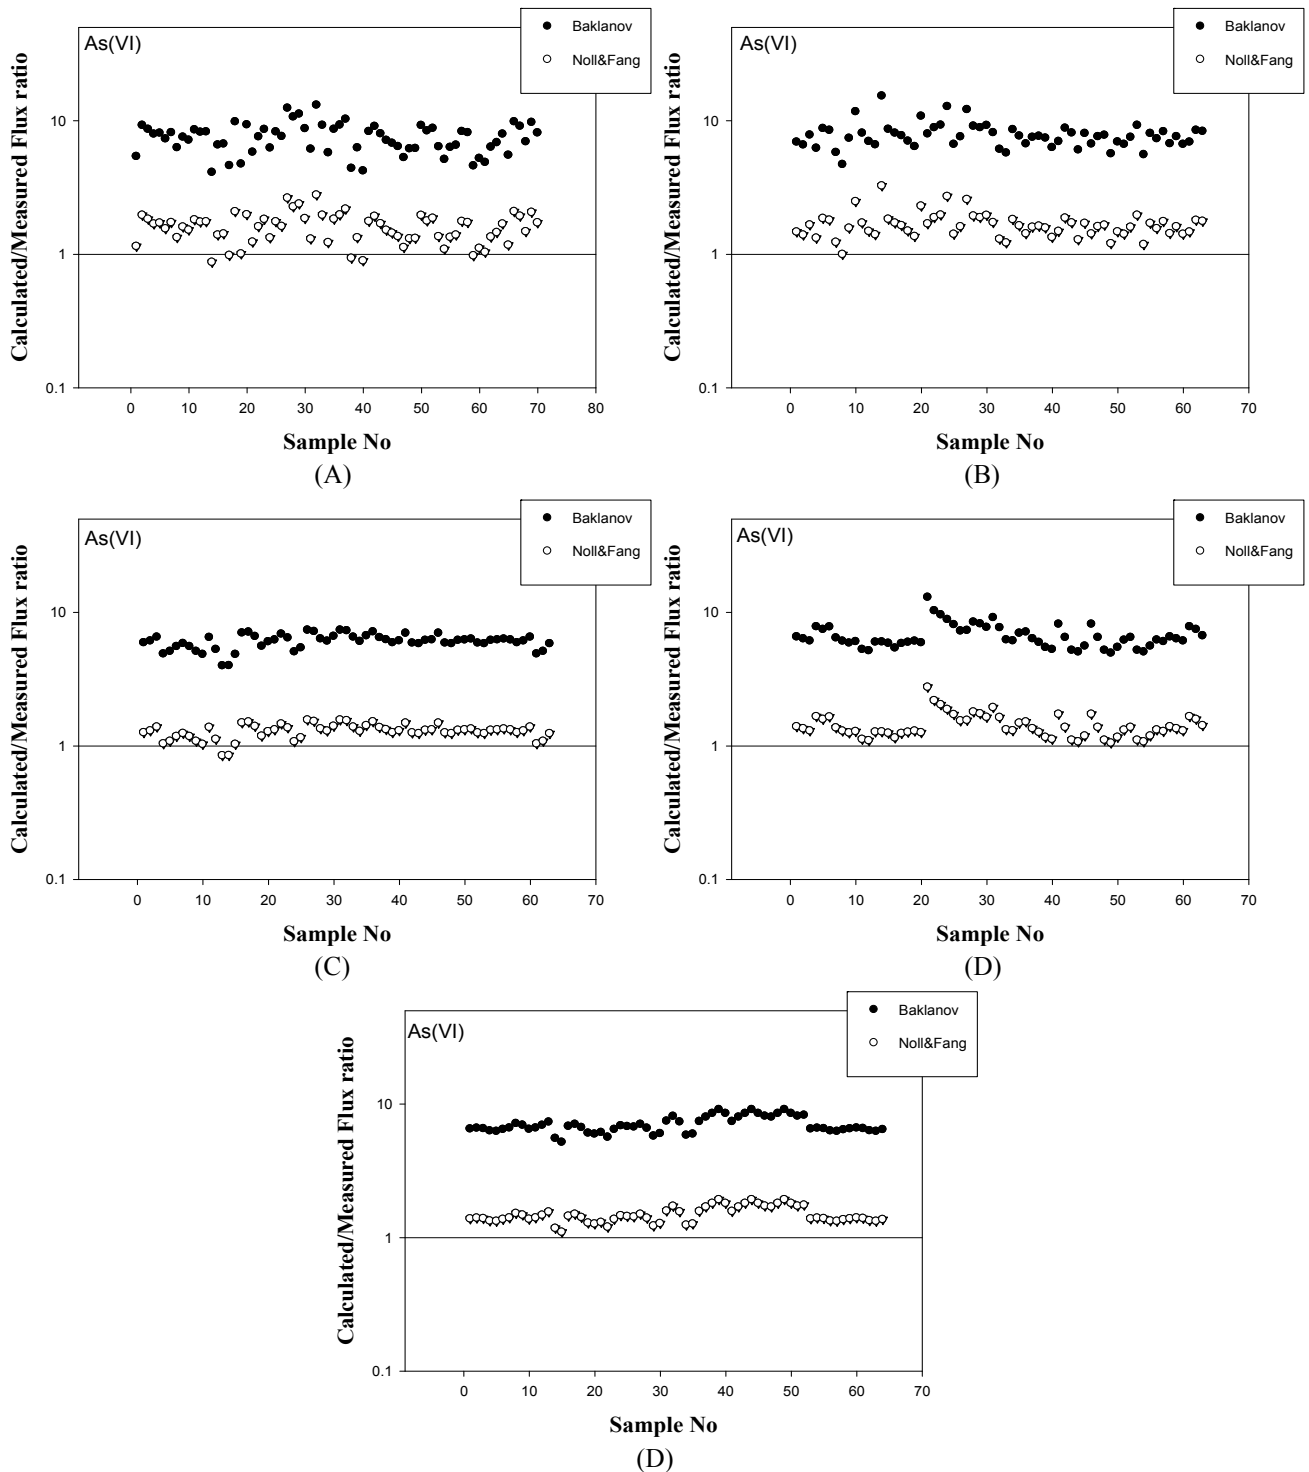 Baklanov
Noll&Fang
As(VI)
Calculated/Measured Flux ratio
10
1
0.1
0 10 20 30 40 50 60 70 80
Sample No
(A)
Baklanov
Noll&Fang
As(VI)
Calculated/Measured Flux ratio
10
1
0.1
0 10 20 30 40 50 60 70
Sample No
(B)
Baklanov
Noll&Fang
As(VI)
Calculated/Measured Flux ratio
10
1
0.1
0 10 20 30 40 50 60 70
Sample No
(C)
Baklanov
Noll&Fang
As(VI)
Calculated/Measured Flux ratio
10
1
0.1
0 10 20 30 40 50 60 70
Sample No
(D)
Baklanov
Noll&Fang
As(VI)
Calculated/Measured Flux ratio
10
1
0.1
0 10 20 30 40 50 60 70
Sample No
(D)